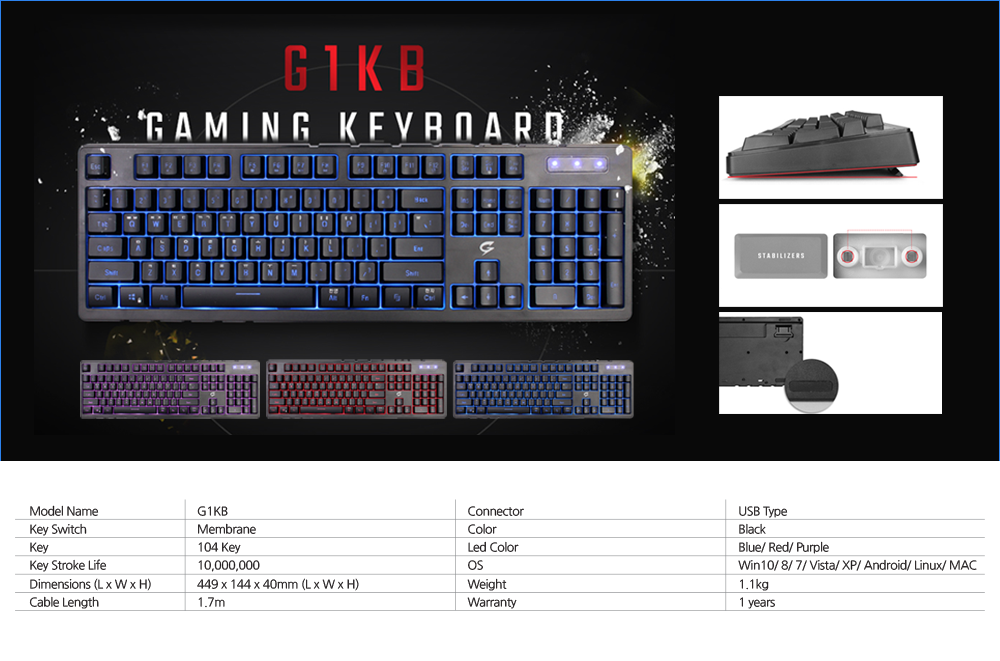 G1KB
GAMING KEYBOARD
STABILIZERS
Model Name G1KB Connector USB Type
Key Switch Membrane Color Black
Key 104 Key Led Color Blue/ Red/ Purple
Key Stroke Life 10,000,000 OS Win10/ 8/ 7/ Vista/ XP/ Android/ Linux/ MAC
Dimensions (L x W x H) 449 x 144 x 40mm (L x W x H) Weight 1.1kg
Cable Length 1.7m Warranty 1 years